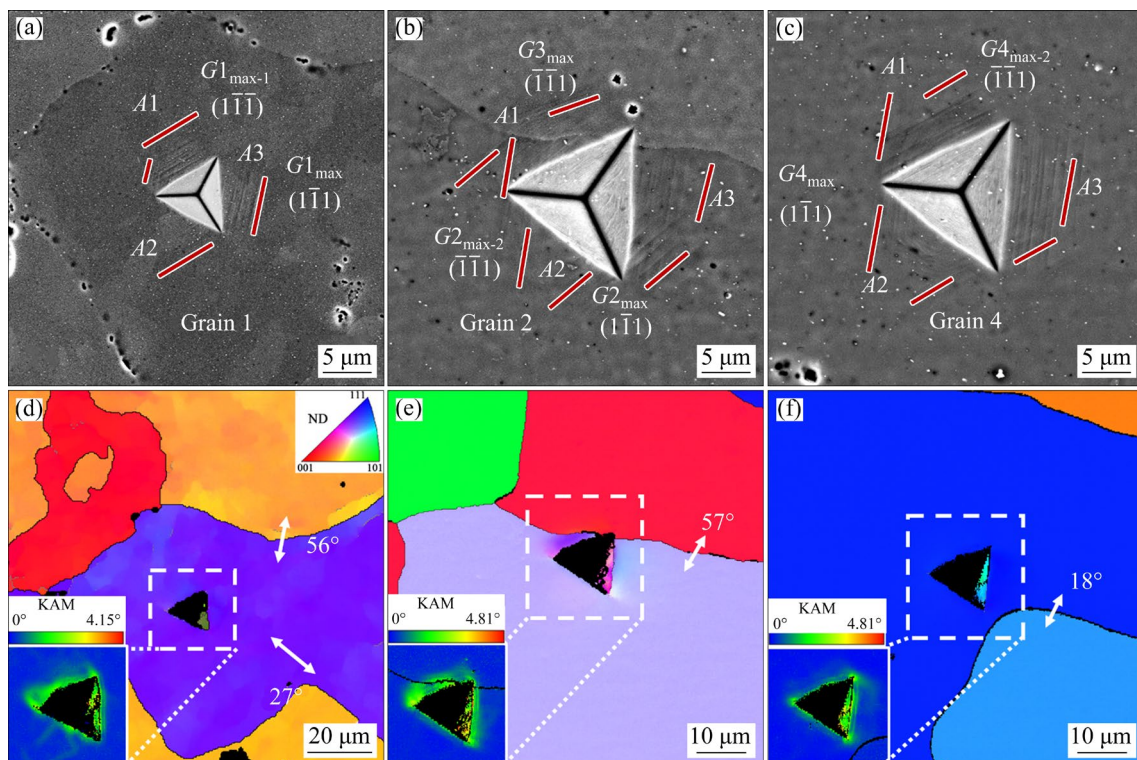 (a)
G1max-1
(11̅1̅)
A1
A3
G1max
(11̅1)
A2
Grain 1
5 μm
(b)
G3max
(1̅1̅1)
A1
A3
G2max-2
(1̅1̅1)
A2
G2max
(11̅1)
Grain 2
5 μm
(c)
A1
G4max-2
(1̅1̅1)
G4max
(11̅1)
A3
A2
Grain 4
5 μm
(d)
ND
111
001
101
56°
KAM
0° 4.15°
27°
20 μm
(e)
57°
KAM
0° 4.81°
10 μm
(f)
18°
KAM
0° 4.81°
10 μm